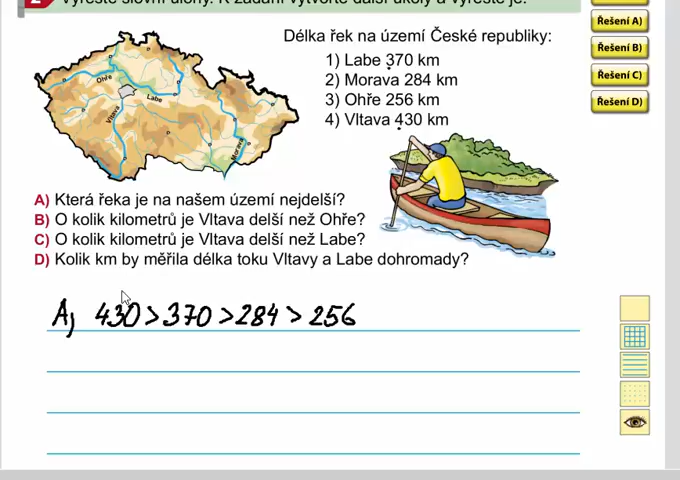 2 Vyřešte slovní úlohy. K zadání vytvořte další úkoly a vyřešte je.
Řešení A)
Řešení B)
Řešení C)
Řešení D)
Délka řek na území České republiky:
1) Labe 370 km
2) Morava 284 km
3) Ohře 256 km
4) Vltava 430 km
Ohře
Labe
Vltava
Morava
A) Která řeka je na našem území nejdelší?
B) O kolik kilometrů je Vltava delší než Ohře?
C) O kolik kilometrů je Vltava delší než Labe?
D) Kolik km by měřila délka toku Vltavy a Labe dohromady?
A) 430 > 370 > 284 > 256